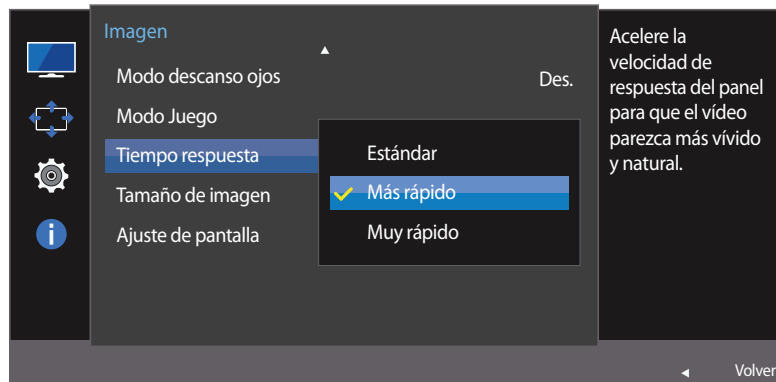 Imagen
Modo descanso ojos
Des.
Modo Juego
Tiempo respuesta
Tamaño de imagen
Ajuste de pantalla
Estándar
Más rápido
Muy rápido
Acelere la
velocidad de
respuesta del panel
para que el vídeo
parezca más vívido
y natural.
Volver